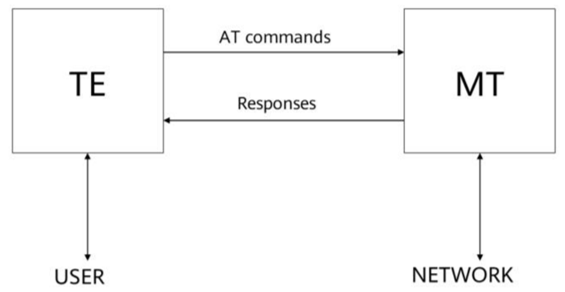 AT commands
TE
MT
Responses
USER
NETWORK